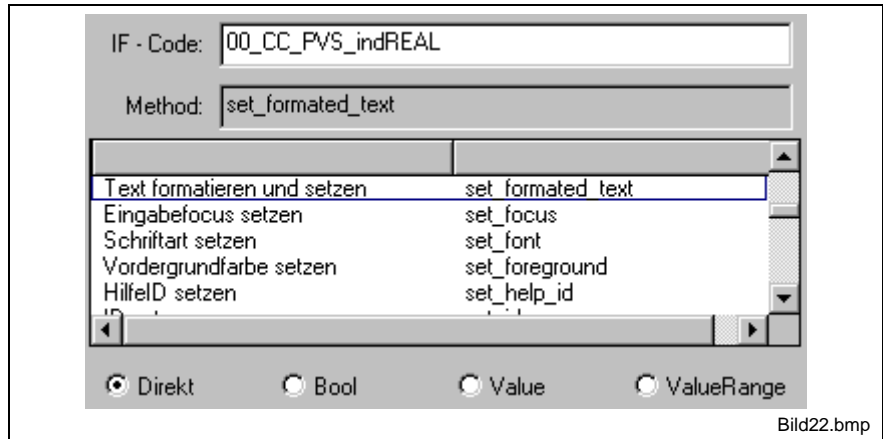 IF - Code: 00_CC_PVS_indREAL
Method: set_formated_text
Text formatieren und setzen set_formated_text
Eingabefocus setzen set_focus
Schriftart setzen set_font
Vordergrundfarbe setzen set_foreground
HilfeID setzen set_help_id
Direkt Bool Value ValueRange
Bild22.bmp